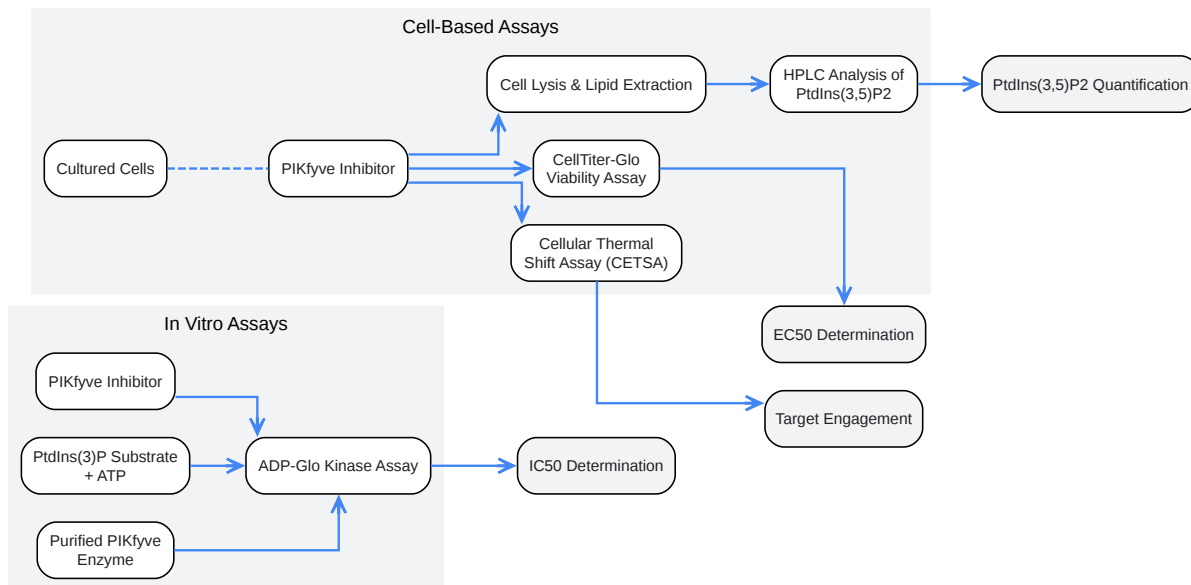 Cell-Based Assays
Cell Lysis & Lipid Extraction
HPLC Analysis of
PtdIns(3,5)P2
PtdIns(3,5)P2 Quantification
Cultured Cells
PIKfyve Inhibitor
CellTiter-Glo
Viability Assay
Cellular Thermal
Shift Assay (CETSA)
In Vitro Assays
EC50 Determination
PIKfyve Inhibitor
Target Engagement
PtdIns(3)P Substrate
+ ATP
ADP-Glo Kinase Assay
IC50 Determination
Purified PIKfyve
Enzyme